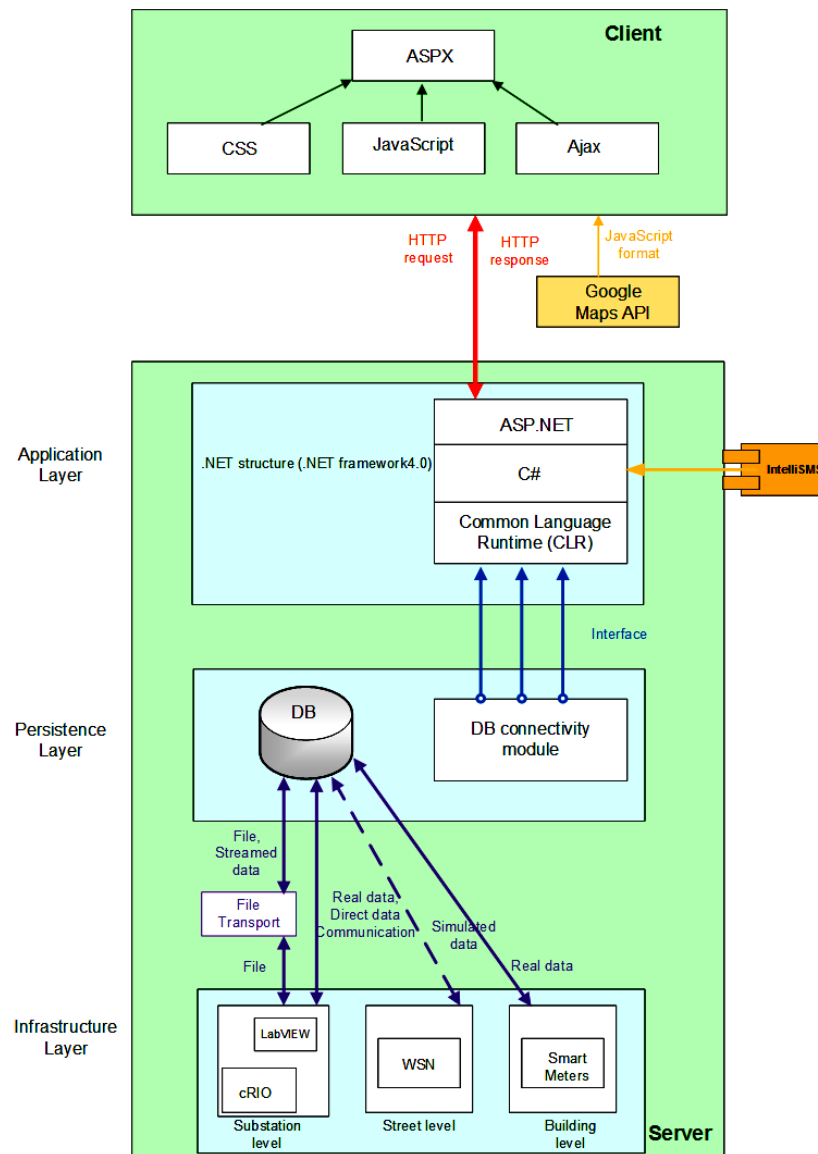 Client
ASPX
CSS
JavaScript
Ajax
HTTP
request
HTTP
response
JavaScript
format
Google
Maps API
Application
Layer
.NET structure (.NET framework4.0)
ASP.NET
C#
Common Language
Runtime (CLR)
IntelliSMS
Interface
Persistence
Layer
DB
DB connectivity
module
File,
Streamed
data
File
Transport
File
Real data,
Direct data
Communication
Simulated
data
Real data
Infrastructure
Layer
LabVIEW
cRIO
Substation
level
WSN
Street level
Smart
Meters
Building
level
Server